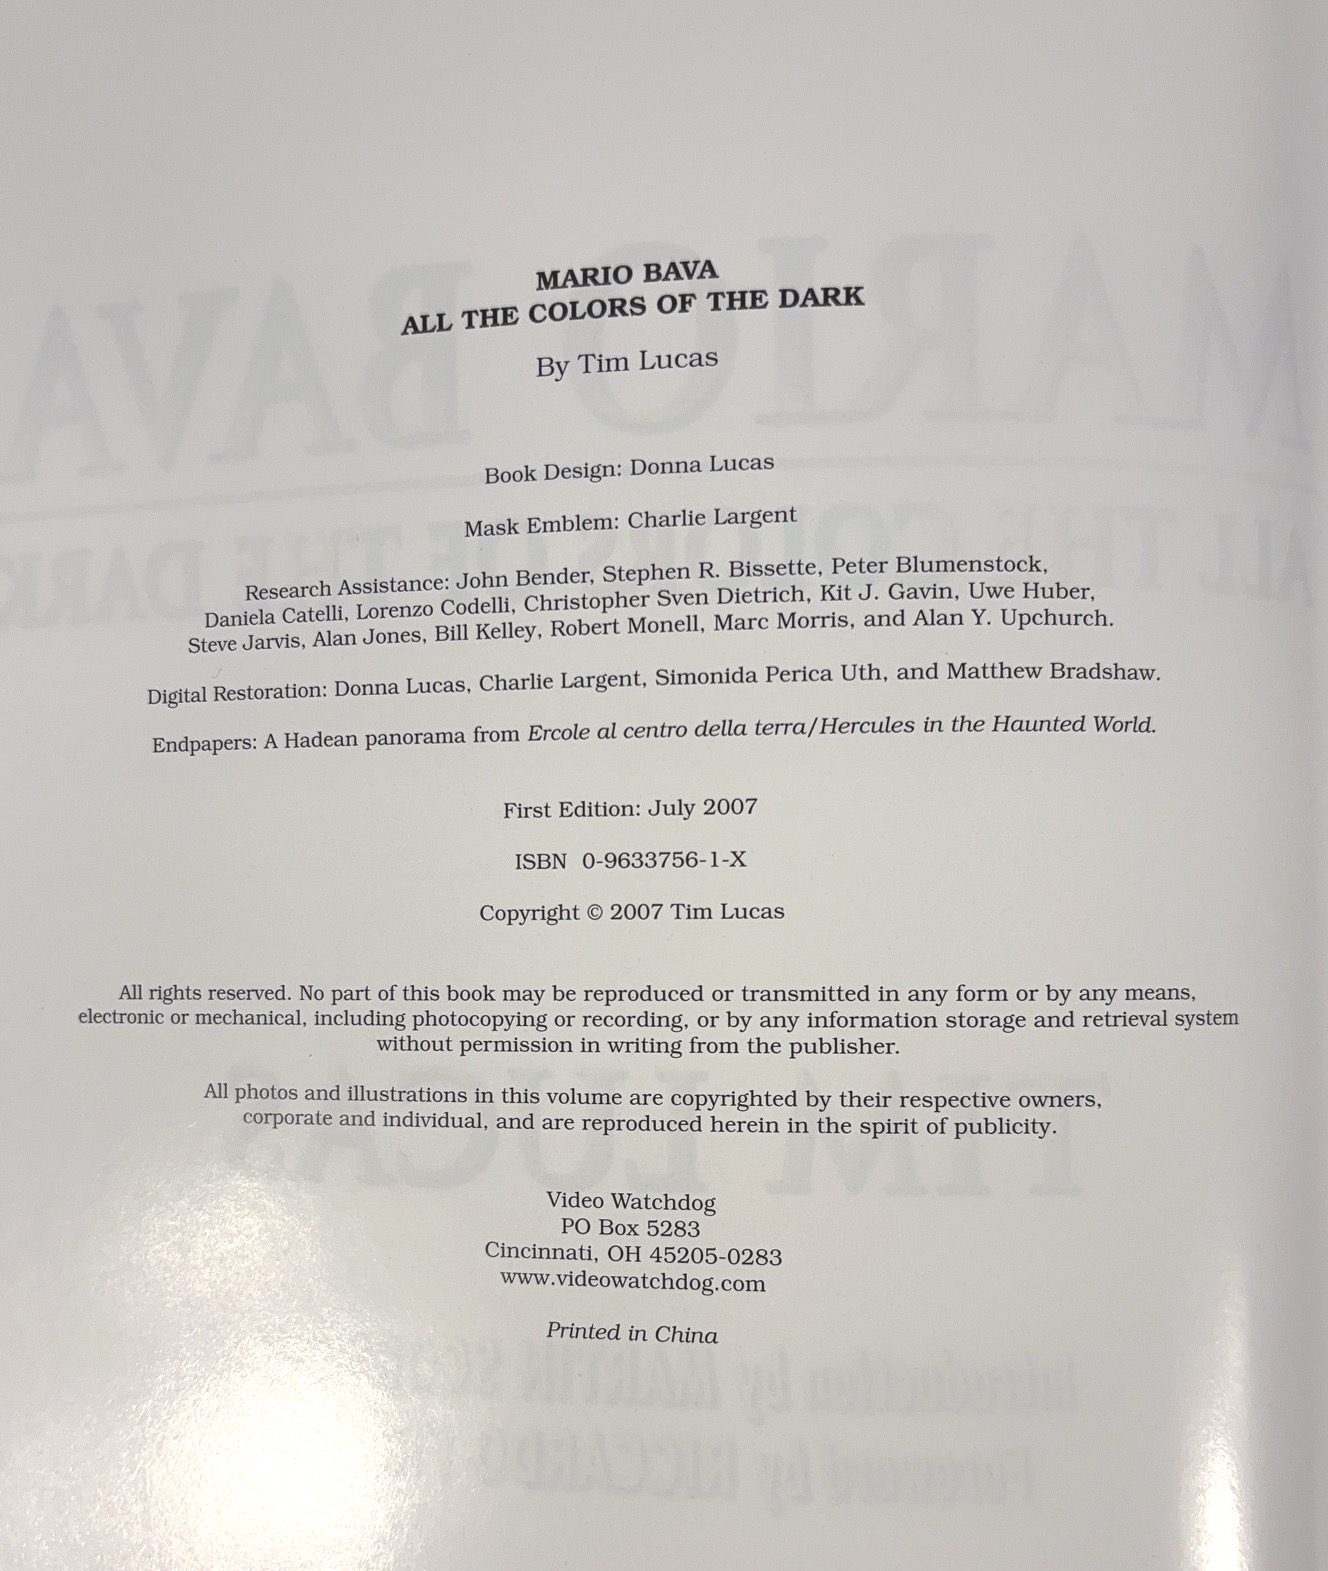 MARIO BAVA
ALL THE COLORS OF THE DARK
By Tim Lucas
Book Design: Donna Lucas
Mask Emblem: Charlie Largent
Research Assistance: John Bender, Stephen R. Bissette, Peter Blumenstock,
Daniela Catelli, Lorenzo Codelli, Christopher Sven Dietrich, Kit J. Gavin, Uwe Huber,
Steve Jarvis, Alan Jones, Bill Kelley, Robert Monell, Marc Morris, and Alan Y. Upchurch.
Digital Restoration: Donna Lucas, Charlie Largent, Simonida Perica Uth, and Matthew Bradshaw.
Endpapers: A Hadean panorama from Ercole al centro della terra/Hercules in the Haunted World.
First Edition: July 2007
ISBN 0-9633756-1-X
Copyright © 2007 Tim Lucas
All rights reserved. No part of this book may be reproduced or transmitted in any form or by any means,
electronic or mechanical, including photocopying or recording, or by any information storage and retrieval system
without permission in writing from the publisher.
All photos and illustrations in this volume are copyrighted by their respective owners,
corporate and individual, and are reproduced herein in the spirit of publicity.
Video Watchdog
PO Box 5283
Cincinnati, OH 45205-0283
www.videowatchdog.com
Printed in China